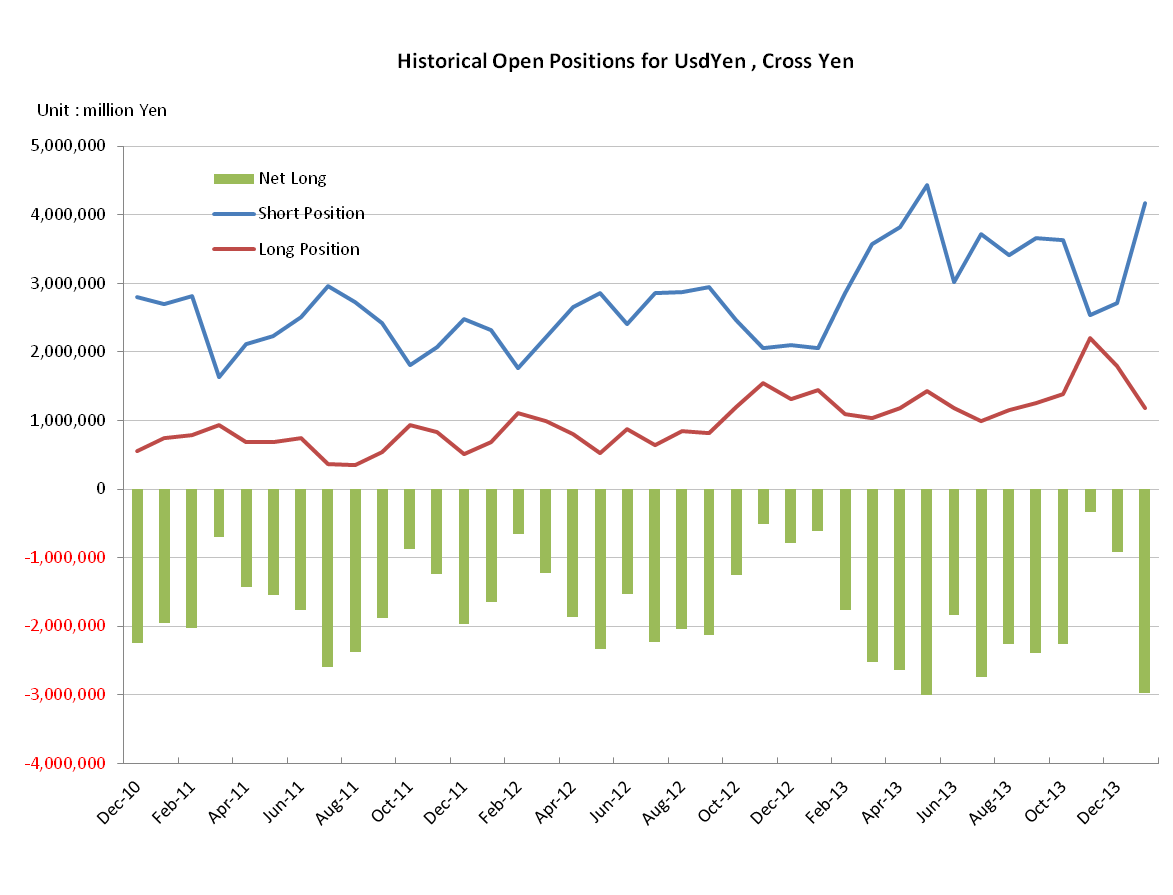 Historical Open Positions for UsdYen , Cross Yen
Unit : million Yen
5,000,000
4,000,000
3,000,000
2,000,000
1,000,000
0
-1,000,000
-2,000,000
-3,000,000
-4,000,000
Net Long
Short Position
Long Position
Dec-10
Feb-11
Apr-11
Jun-11
Aug-11
Oct-11
Dec-11
Feb-12
Apr-12
Jun-12
Aug-12
Oct-12
Dec-12
Feb-13
Apr-13
Jun-13
Aug-13
Oct-13
Dec-13